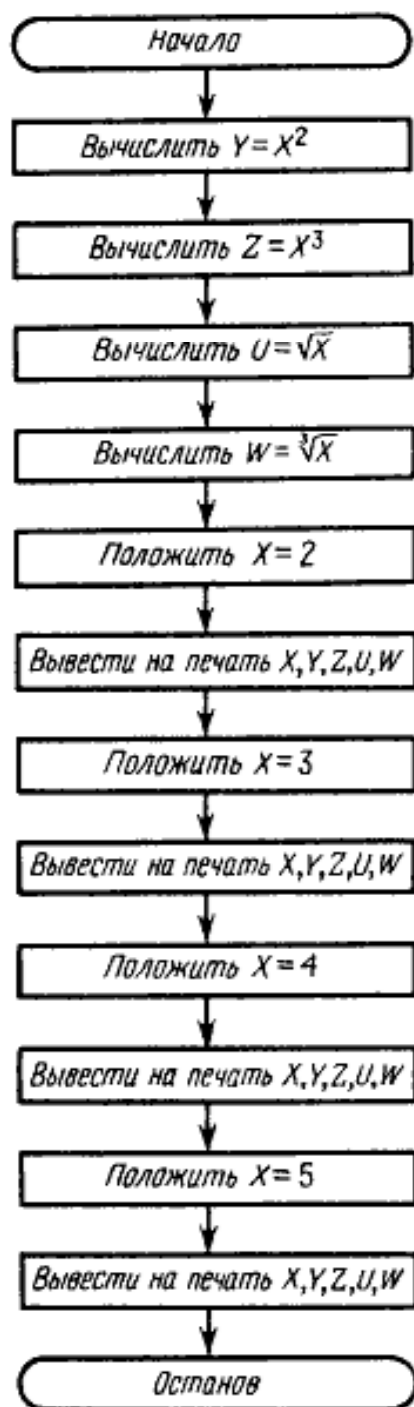 Начало
Вычислить Y = X²
Вычислить Z = X³
Вычислить U = √X
Вычислить W = ∛X
Положить X = 2
Вывести на печать X, Y, Z, U, W
Положить X = 3
Вывести на печать X, Y, Z, U, W
Положить X = 4
Вывести на печать X, Y, Z, U, W
Положить X = 5
Вывести на печать X, Y, Z, U, W
Останов